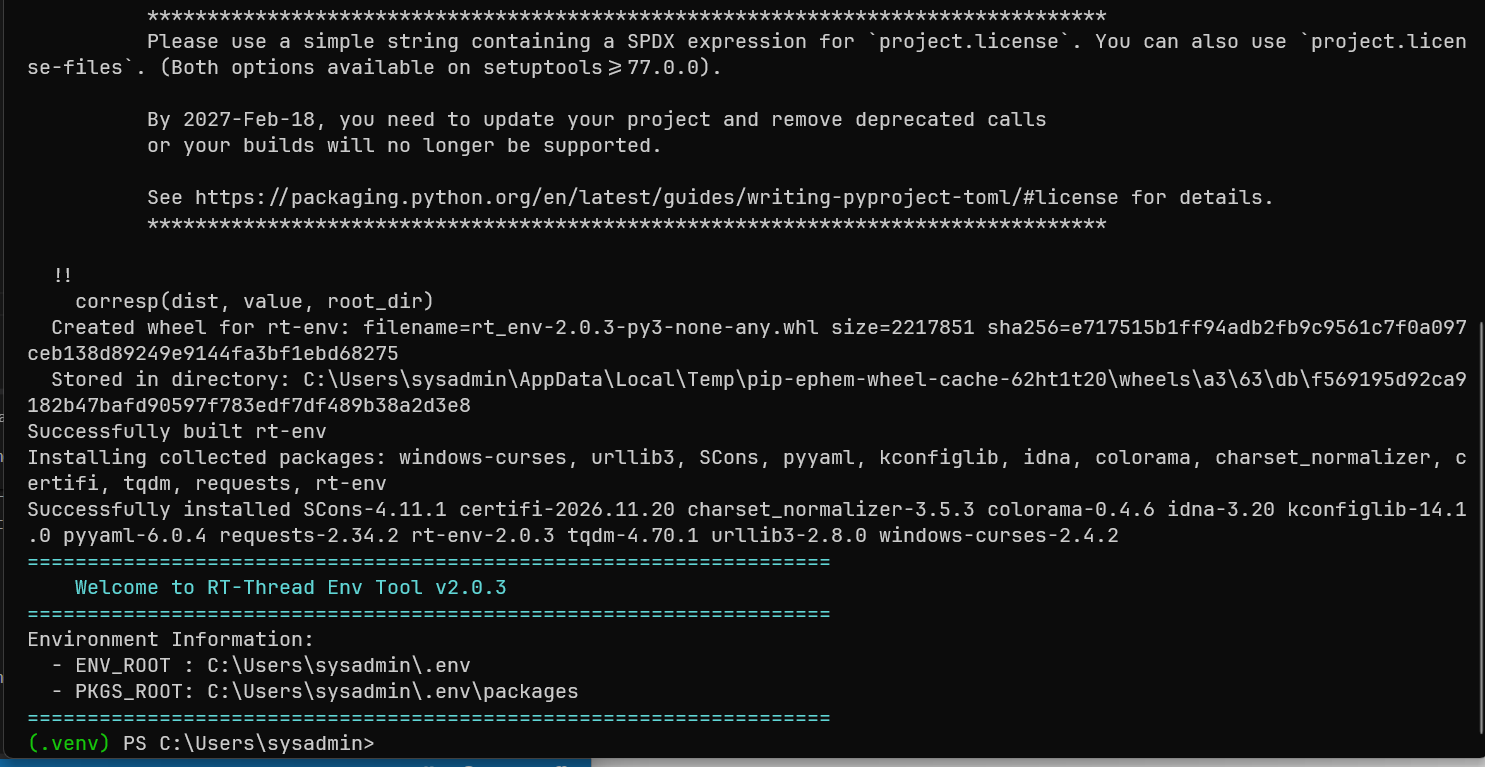 ********************************************************************************
Please use a simple string containing a SPDX expression for `project.license`. You can also use `project.licen
se-files`. (Both options available on setuptools>=77.0.0).
By 2027-Feb-18, you need to update your project and remove deprecated calls
or your builds will no longer be supported.
See https://packaging.python.org/en/latest/guides/writing-pyproject-toml/#license for details.
********************************************************************************
!!
corresp(dist, value, root_dir)
Created wheel for rt-env: filename=rt_env-2.0.3-py3-none-any.whl size=2217851 sha256=e717515b1ff94adb2fb9c9561c7f0a097
ceb138d89249e9144fa3bf1ebd68275
Stored in directory: C:\Users\sysadmin\AppData\Local\Temp\pip-ephem-wheel-cache-62ht1t20\wheels\a3\63\db\f569195d92ca9
182b47bafd90597f783edf7df489b38a2d3e8
Successfully built rt-env
Installing collected packages: windows-curses, urllib3, SCons, pyyaml, kconfiglib, idna, colorama, charset_normalizer, c
ertifi, tqdm, requests, rt-env
Successfully installed SCons-4.11.1 certifi-2026.11.20 charset_normalizer-3.5.3 colorama-0.4.6 idna-3.20 kconfiglib-14.1
.0 pyyaml-6.0.4 requests-2.34.2 rt-env-2.0.3 tqdm-4.70.1 urllib3-2.8.0 windows-curses-2.4.2
===================================================================
Welcome to RT-Thread Env Tool v2.0.3
===================================================================
Environment Information:
- ENV_ROOT : C:\Users\sysadmin\.env
- PKGS_ROOT: C:\Users\sysadmin\.env\packages
===================================================================
(.venv) PS C:\Users\sysadmin>